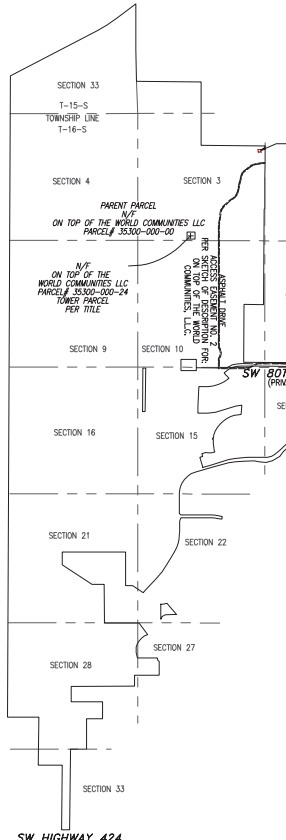 SECTION 33
T-15-S
TOWNSHIP LINE
T-16-S
SECTION 4
SECTION 3
PARENT PARCEL
N/F
ON TOP OF THE WORLD COMMUNITIES LLC
PARCEL# 35300-000-00
N/F
ON TOP OF THE
WORLD COMMUNITIES LLC
PARCEL# 35300-000-24
TOWER PARCEL
PER TITLE
ASPHALT DRIVE
ACCESS EASEMENT NO. 2
PER SKETCH OF DESCRIPTION FOR:
ON TOP OF THE WORLD
COMMUNITIES, L.L.C.
SECTION 9
SECTION 10
SW 80T
(PRIV
SECTION 16
SECTION 15
SE
SECTION 21
SECTION 22
SECTION 27
SECTION 28
SECTION 33
SW HIGHWAY 424